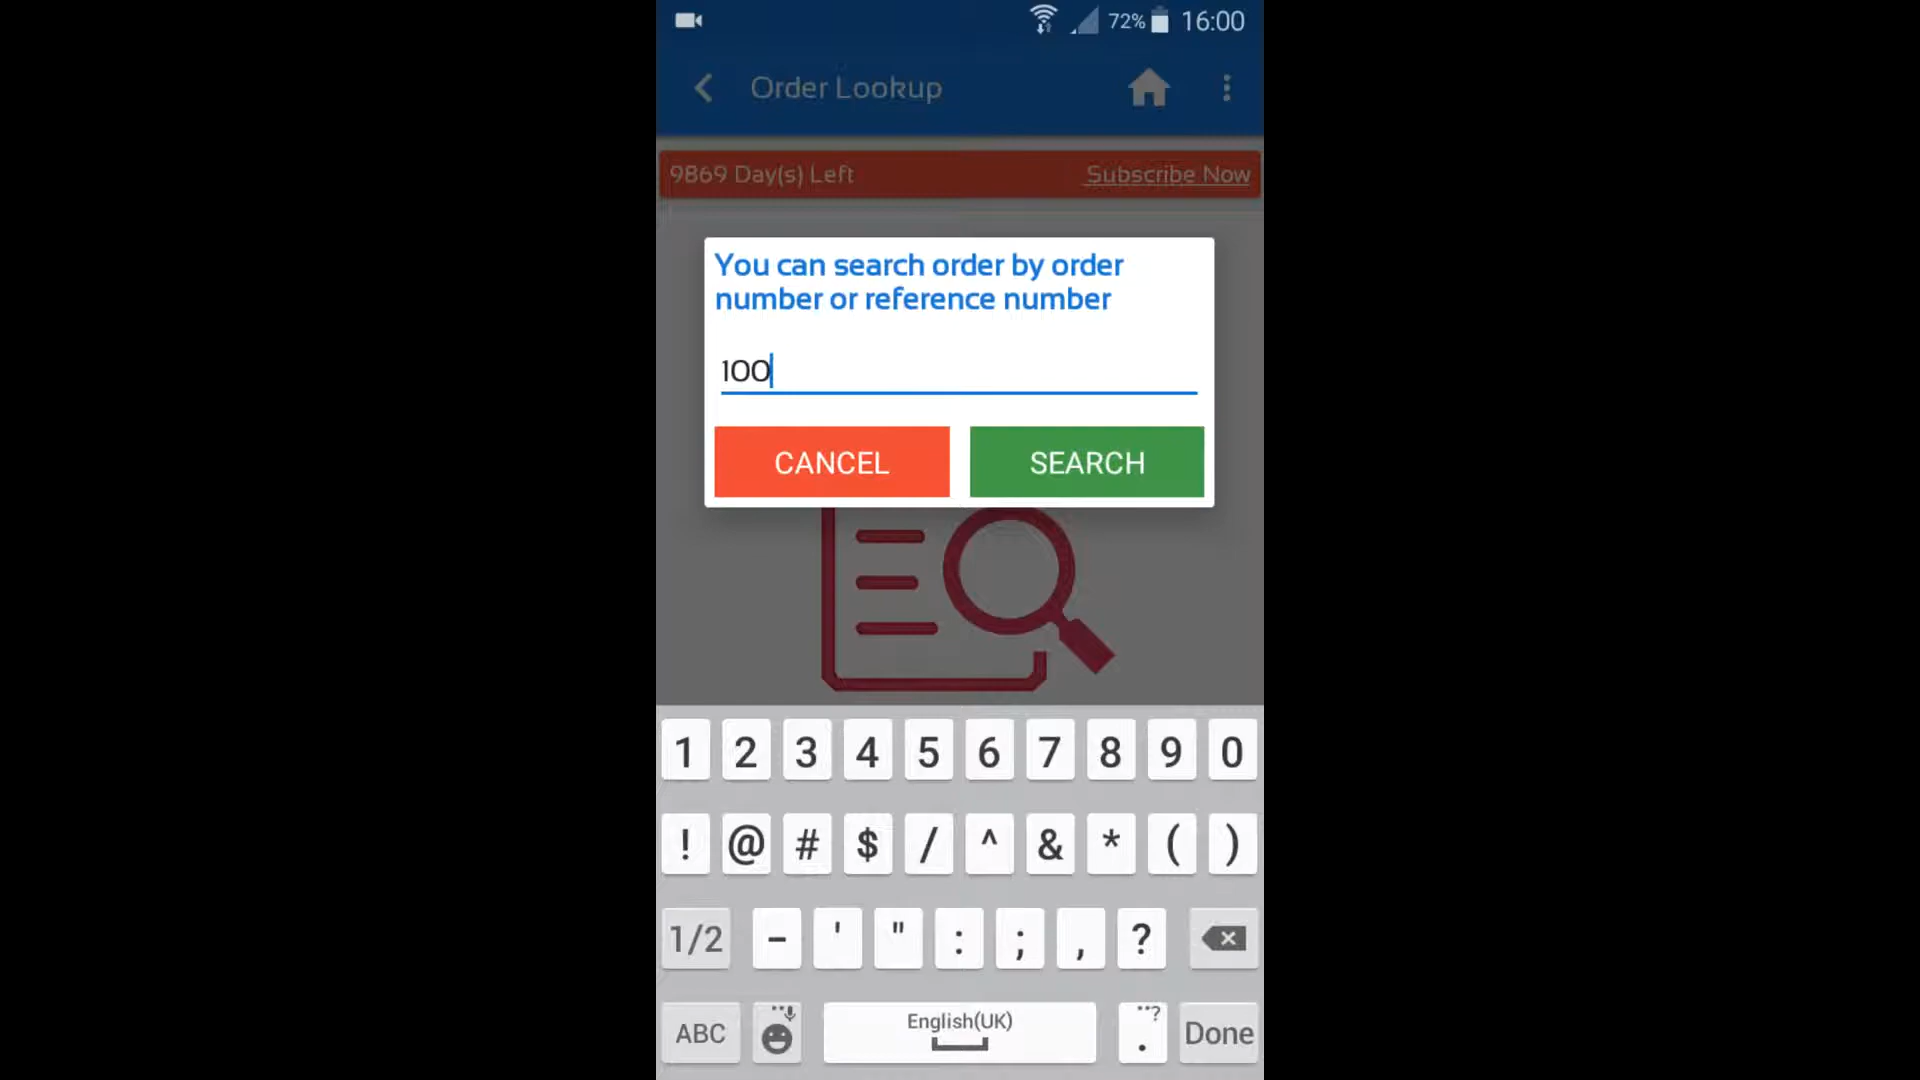 72% 16:00
Order Lookup
9869 Day(s) Left Subscribe Now
You can search order by order
number or reference number
100
CANCEL SEARCH
1 2 3 4 5 6 7 8 9 0
! @ # $ / ^ & * ( )
1/2 - ' " : ; , ?
ABC English(UK) . ? Done